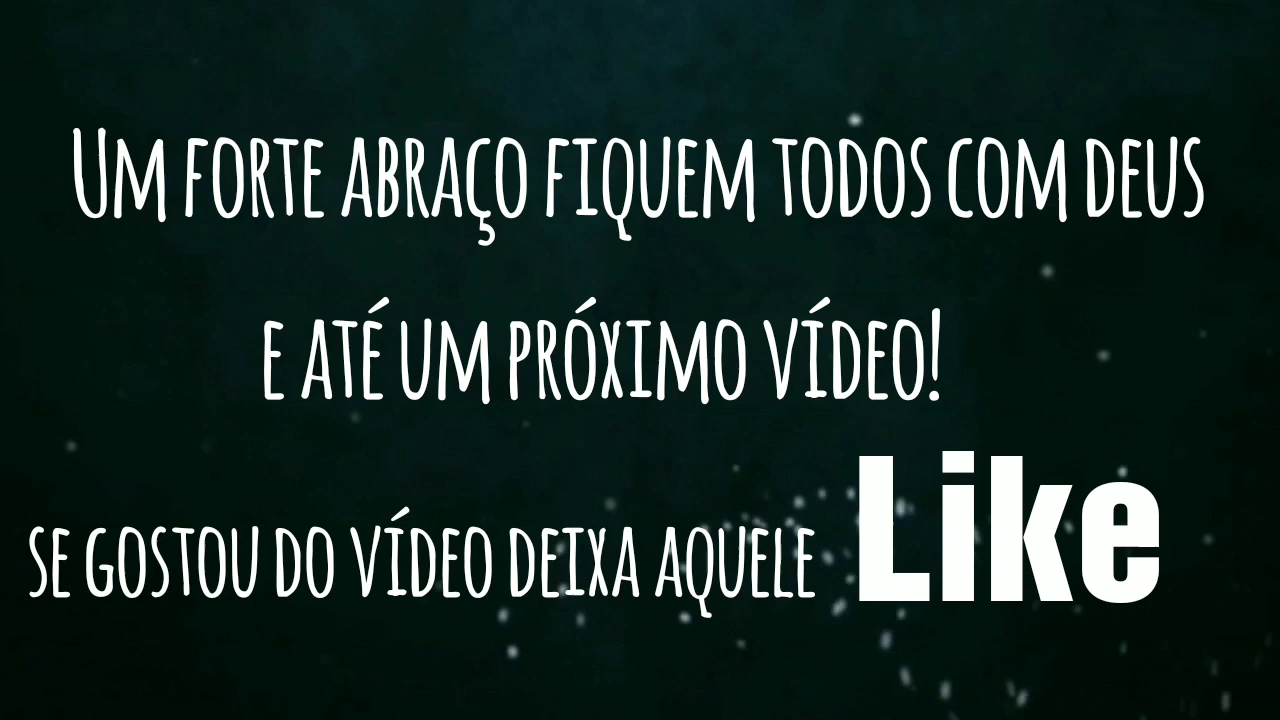 Um forte abraço fiquem todos com deus
e até um próximo vídeo!
se gostou do vídeo deixa aquele Like